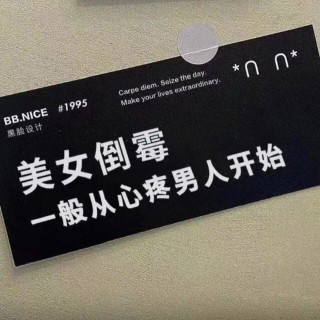 BB.NICE #1995
黑脸设计
Carpe diem. Seize the day.
Make your lives extraordinary.
*∩ ∩*
美女倒霉
一般从心疼男人开始